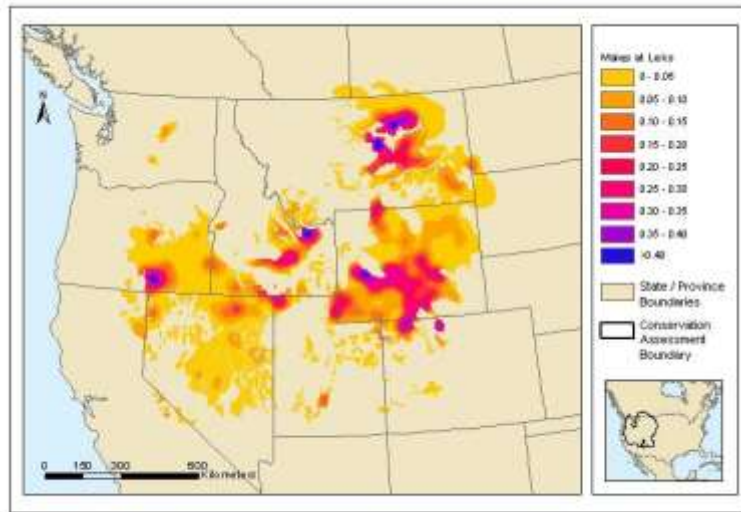 N
0 150 300 600
Kilometers
Males at Leks
0 - 0.05
0.05 - 0.10
0.10 - 0.15
0.15 - 0.20
0.20 - 0.25
0.25 - 0.30
0.30 - 0.35
0.35 - 0.40
>0.40
State / Province
Boundaries
Conservation
Assessment
Boundary